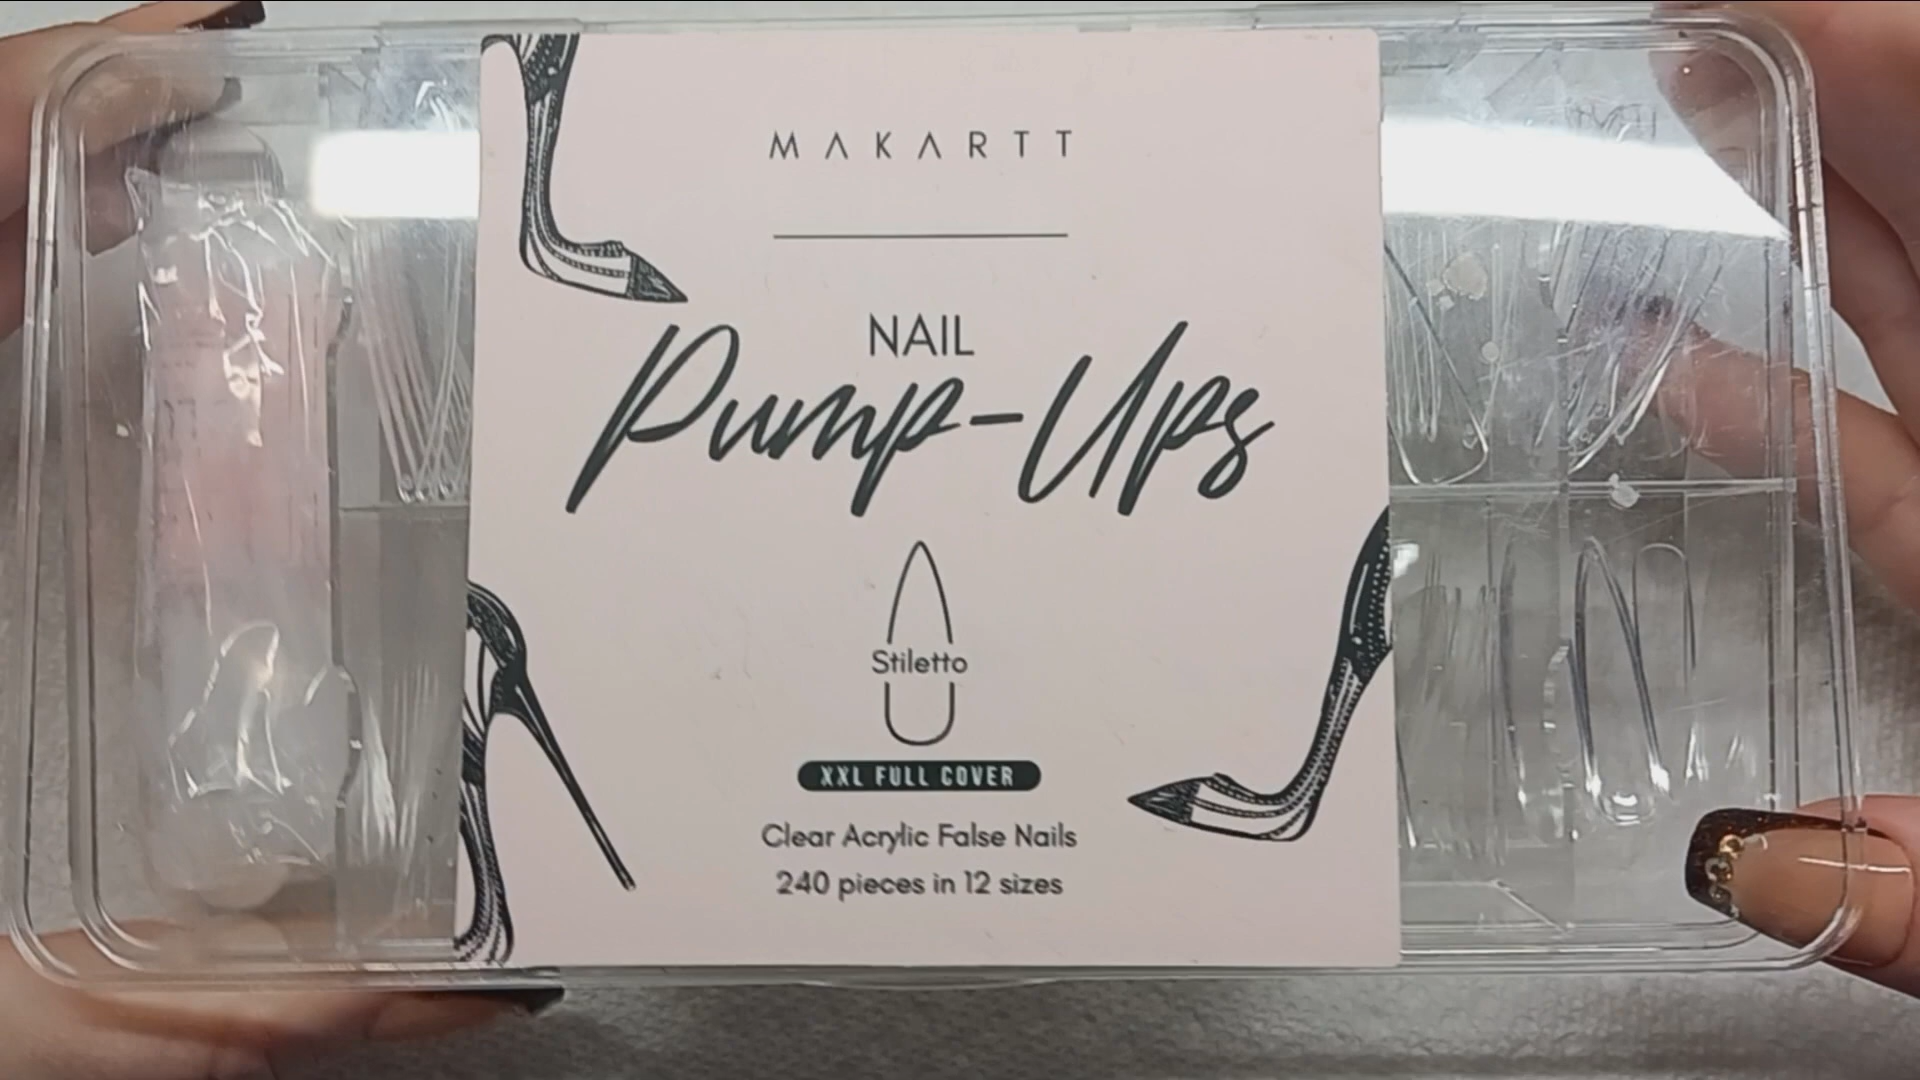 MAKARTT
NAIL
Pump-Ups
Stiletto
XXL FULL COVER
Clear Acrylic False Nails
240 pieces in 12 sizes